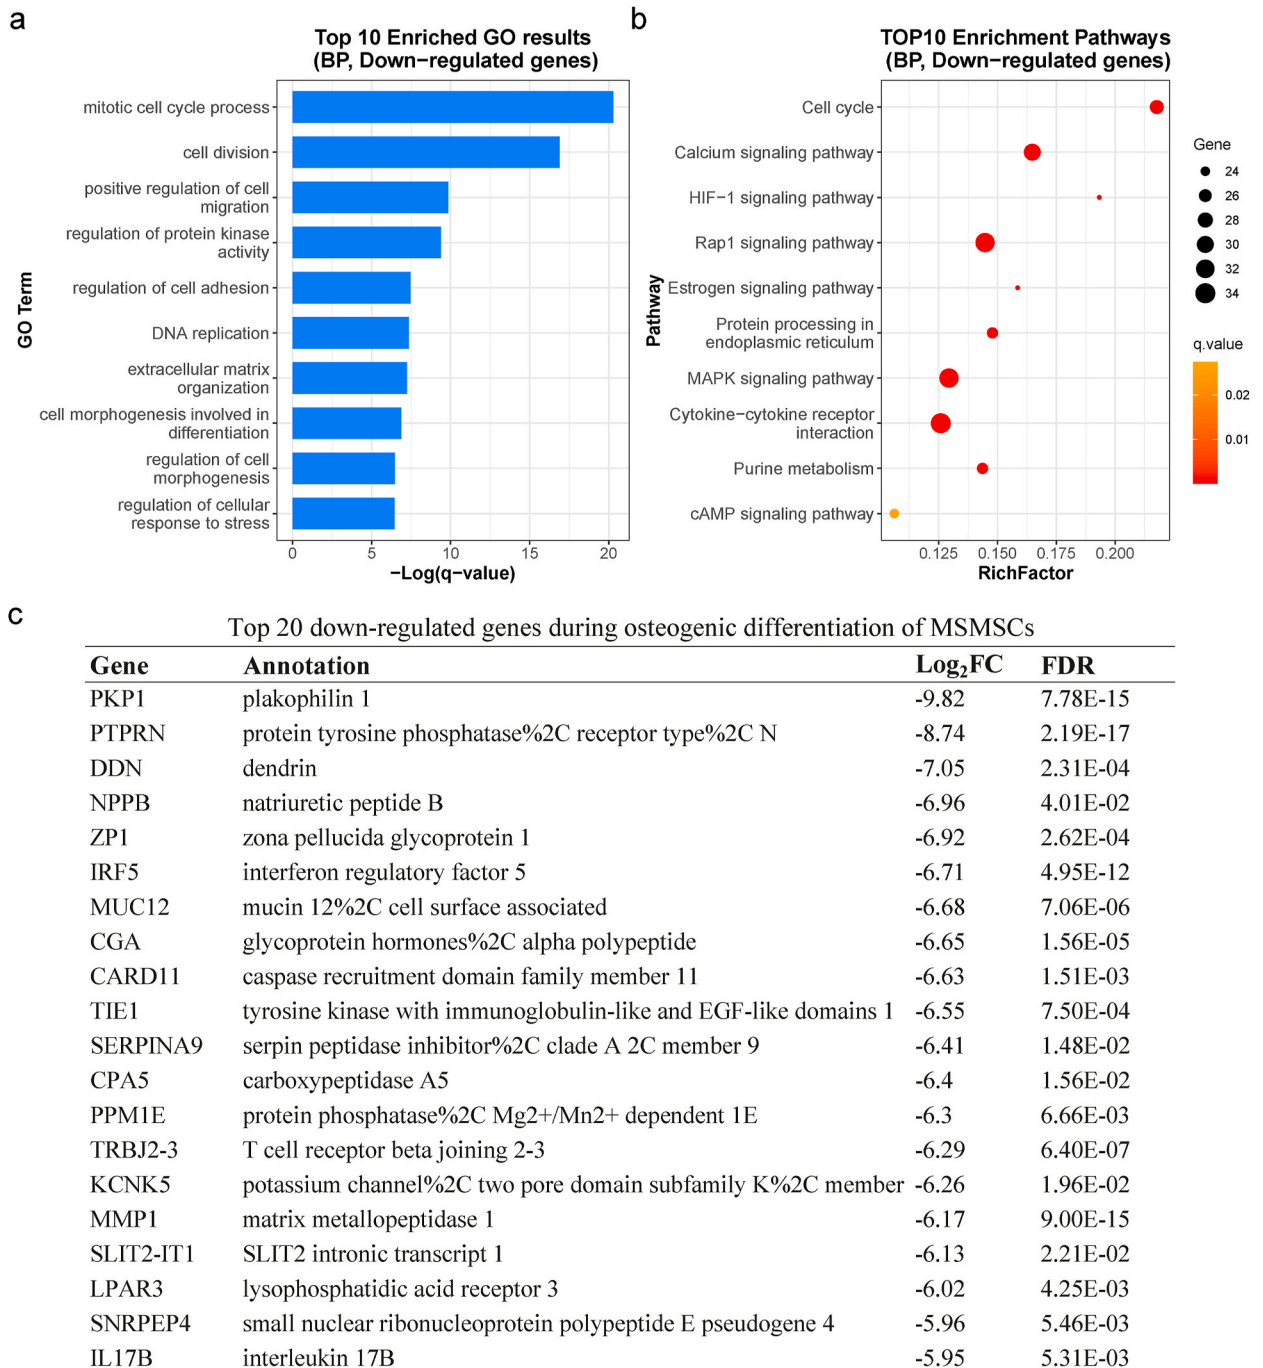 a
Top 10 Enriched GO results
(BP, Down−regulated genes)
GO Term
mitotic cell cycle process
cell division
positive regulation of cell
migration
regulation of protein kinase
activity
regulation of cell adhesion
DNA replication
extracellular matrix
organization
cell morphogenesis involved in
differentiation
regulation of cell
morphogenesis
regulation of cellular
response to stress
0 5 10 15 20
−Log(q−value)
b
TOP10 Enrichment Pathways
(BP, Down−regulated genes)
Pathway
Cell cycle
Calcium signaling pathway
HIF−1 signaling pathway
Rap1 signaling pathway
Estrogen signaling pathway
Protein processing in
endoplasmic reticulum
MAPK signaling pathway
Cytokine−cytokine receptor
interaction
Purine metabolism
cAMP signaling pathway
0.125 0.150 0.175 0.200
RichFactor
Gene
24
26
28
30
32
34
q.value
0.02
0.01
c
Top 20 down-regulated genes during osteogenic differentiation of MSMSCs
Gene Annotation Log2FC FDR
PKP1 plakophilin 1 -9.82 7.78E-15
PTPRN protein tyrosine phosphatase%2C receptor type%2C N -8.74 2.19E-17
DDN dendrin -7.05 2.31E-04
NPPB natriuretic peptide B -6.96 4.01E-02
ZP1 zona pellucida glycoprotein 1 -6.92 2.62E-04
IRF5 interferon regulatory factor 5 -6.71 4.95E-12
MUC12 mucin 12%2C cell surface associated -6.68 7.06E-06
CGA glycoprotein hormones%2C alpha polypeptide -6.65 1.56E-05
CARD11 caspase recruitment domain family member 11 -6.63 1.51E-03
TIE1 tyrosine kinase with immunoglobulin-like and EGF-like domains 1 -6.55 7.50E-04
SERPINA9 serpin peptidase inhibitor%2C clade A 2C member 9 -6.41 1.48E-02
CPA5 carboxypeptidase A5 -6.4 1.56E-02
PPM1E protein phosphatase%2C Mg2+/Mn2+ dependent 1E -6.3 6.66E-03
TRBJ2-3 T cell receptor beta joining 2-3 -6.29 6.40E-07
KCNK5 potassium channel%2C two pore domain subfamily K%2C member -6.26 1.96E-02
MMP1 matrix metallopeptidase 1 -6.17 9.00E-15
SLIT2-IT1 SLIT2 intronic transcript 1 -6.13 2.21E-02
LPAR3 lysophosphatidic acid receptor 3 -6.02 4.25E-03
SNRPEP4 small nuclear ribonucleoprotein polypeptide E pseudogene 4 -5.96 5.46E-03
IL17B interleukin 17B -5.95 5.31E-03